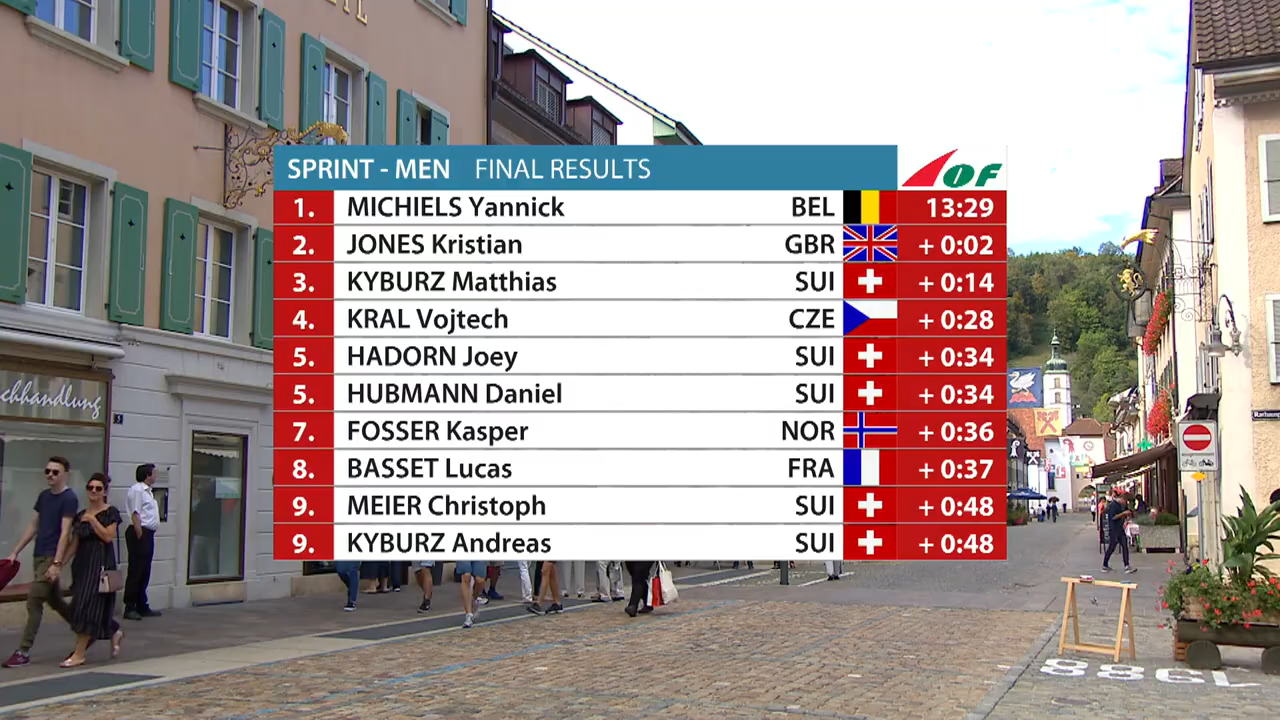 SPRINT - MEN FINAL RESULTS
IOF
1. MICHIELS Yannick BEL 13:29
2. JONES Kristian GBR + 0:02
3. KYBURZ Matthias SUI + 0:14
4. KRAL Vojtech CZE + 0:28
5. HADORN Joey SUI + 0:34
5. HUBMANN Daniel SUI + 0:34
7. FOSSER Kasper NOR + 0:36
8. BASSET Lucas FRA + 0:37
9. MEIER Christoph SUI + 0:48
9. KYBURZ Andreas SUI + 0:48
chhandlung
1988